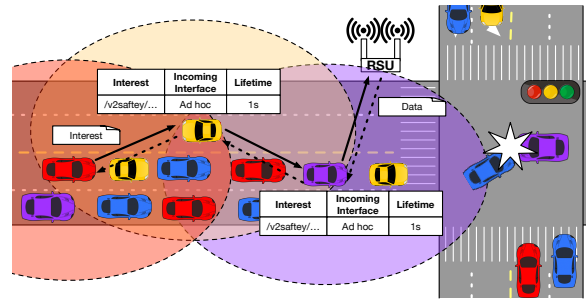 RSU
Interest Incoming Interface Lifetime
/v2saftey/... Ad hoc 1s
Interest
Data
Interest Incoming Interface Lifetime
/v2saftey/... Ad hoc 1s